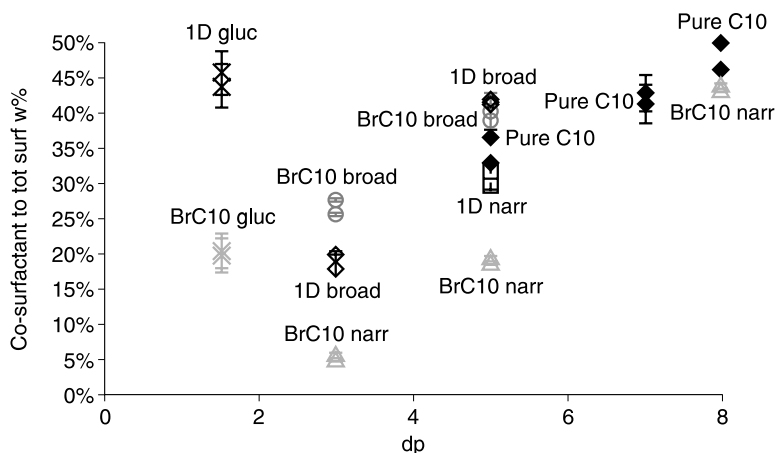 Pure C10
1D gluc
50%
45%
1D broad
Pure C10
BrC10 narr
40%
BrC10 broad
Pure C10
35%
30%
BrC10 broad
1D narr
25%
BrC10 gluc
20%
15%
1D broad
BrC10 narr
10%
BrC10 narr
5%
0%
0
2
4
6
8
dp
Co-surfactant to tot surf w%